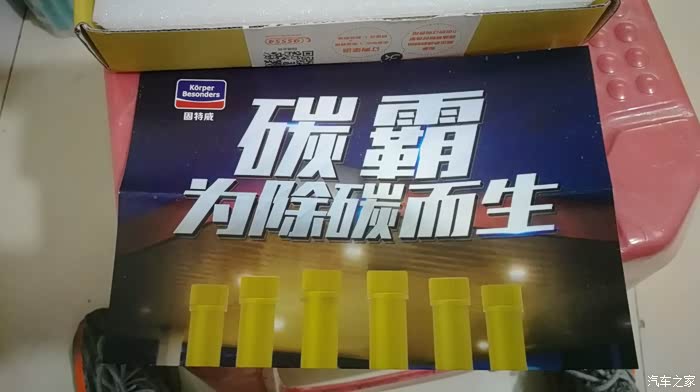 Körper
Besonders
固特威
碳霸
为除碳而生
汽车之家